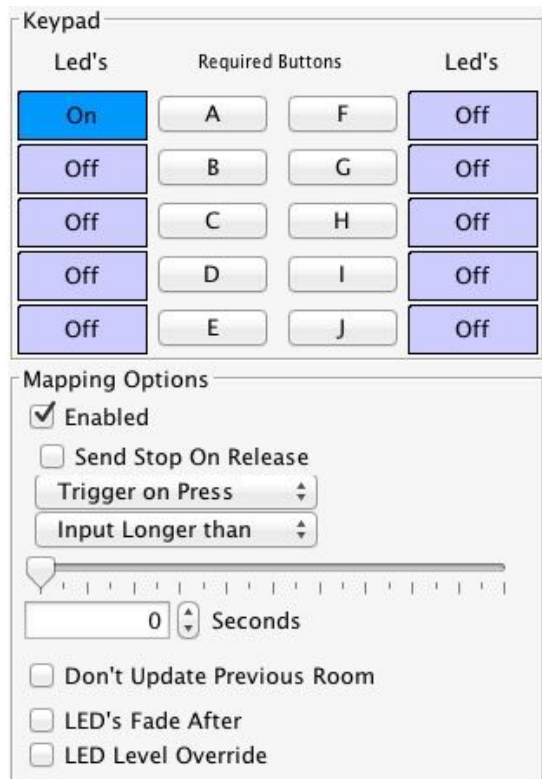 Keypad
Led's Required Buttons Led's
On A F Off
Off B G Off
Off C H Off
Off D I Off
Off E J Off
Mapping Options
Enabled
Send Stop On Release
Trigger on Press
Input Longer than
0 Seconds
Don't Update Previous Room
LED's Fade After
LED Level Override